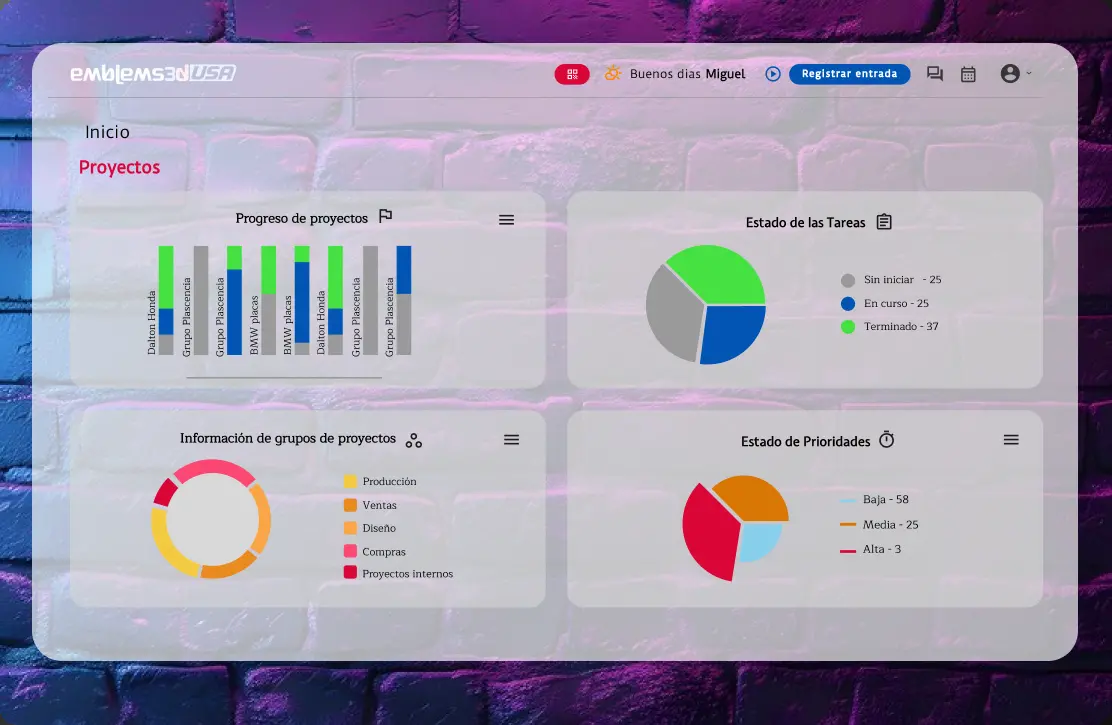 emblems3dUSA
Buenos dias Miguel
Registrar entrada
Inicio
Proyectos
Progreso de proyectos
Dalton Honda
Grupo Plascencia
Grupo Plascencia
BMW placas
BMW placas
Dalton Honda
Grupo Plascencia
Grupo Plascencia
Estado de las Tareas
Sin iniciar - 25
En curso - 25
Terminado - 37
Información de grupos de proyectos
Producción
Ventas
Diseño
Compras
Proyectos internos
Estado de Prioridades
Baja - 58
Media - 25
Alta - 3